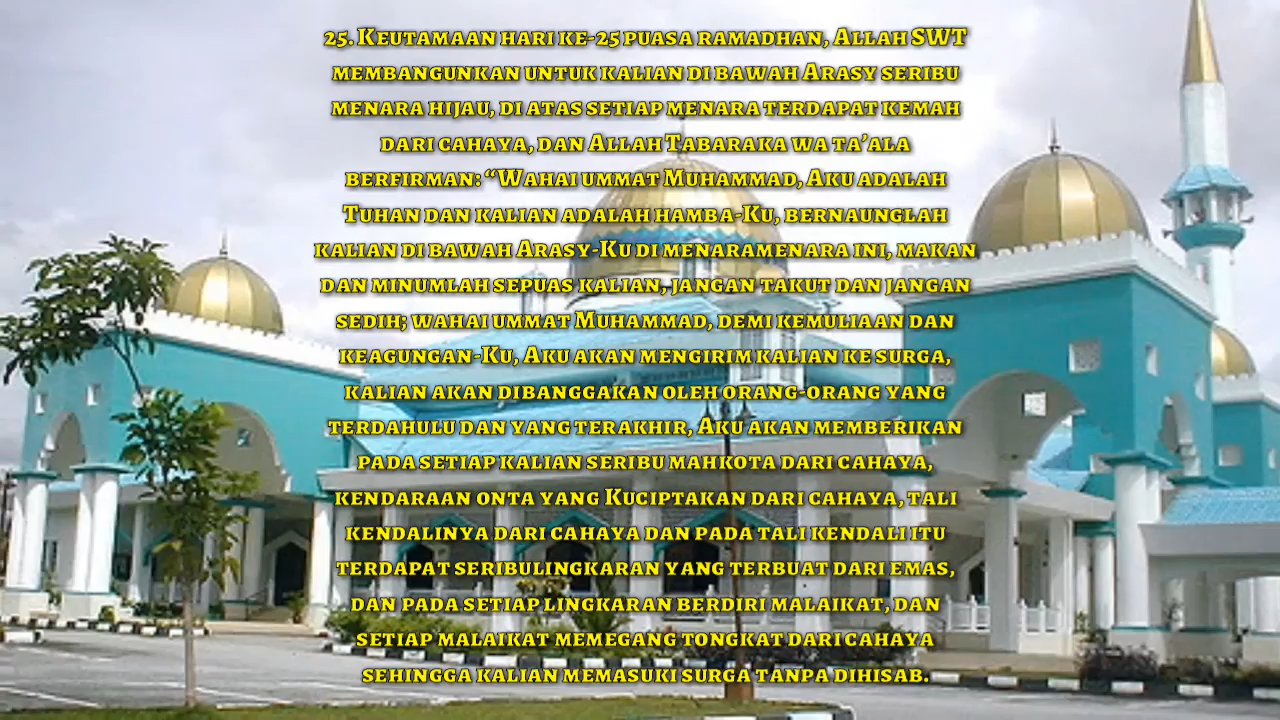 25. Keutamaan hari ke-25 puasa ramadhan, Allah SWT
membangunkan untuk kalian di bawah Arasy seribu
menara hijau, di atas setiap menara terdapat kemah
dari cahaya, dan Allah Tabaraka wa ta’ala
berfirman: “Wahai ummat Muhammad, Aku adalah
Tuhan dan kalian adalah hamba-Ku, bernaunglah
kalian di bawah Arasy-Ku di menaramenara ini, makan
dan minumlah sepuas kalian, jangan takut dan jangan
sedih; wahai ummat Muhammad, demi kemuliaan dan
keagungan-Ku, Aku akan mengirim kalian ke surga,
kalian akan dibanggakan oleh orang-orang yang
terdahulu dan yang terakhir, Aku akan memberikan
pada setiap kalian seribu mahkota dari cahaya,
kendaraan onta yang Kuciptakan dari cahaya, tali
kendalinya dari cahaya dan pada tali kendali itu
terdapat seribulingkaran yang terbuat dari emas,
dan pada setiap lingkaran berdiri malaikat, dan
setiap malaikat memegang tongkat dari cahaya
sehingga kalian memasuki surga tanpa dihisab.